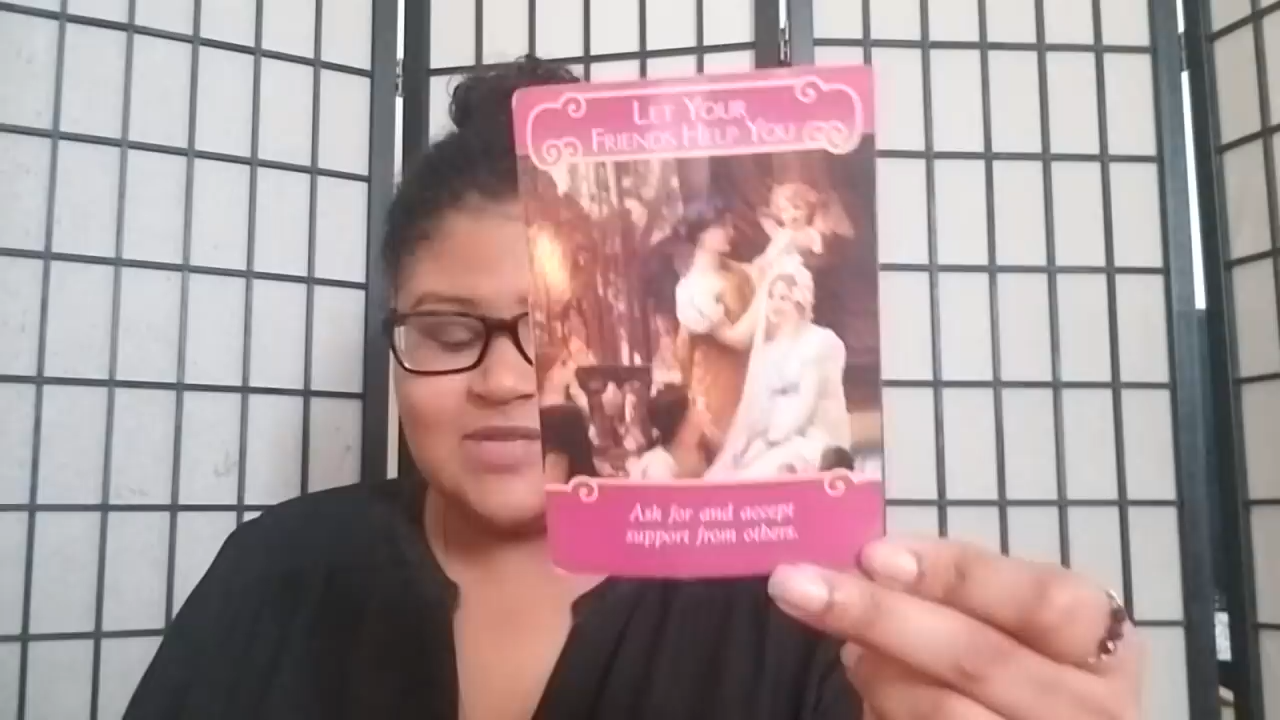 LET YOUR
FRIENDS HELP YOU
Ask for and accept
support from others.